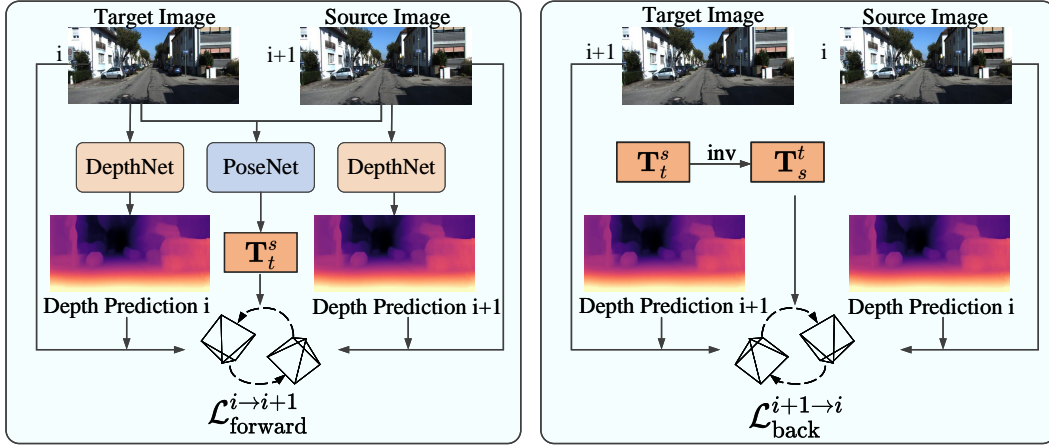 Target Image
Source Image
i
i+1
DepthNet
PoseNet
DepthNet
T_t^s
Depth Prediction i
Depth Prediction i+1
ℒ_forward^{i→i+1}
Target Image
Source Image
i+1
i
T_t^s
inv
T_s^t
Depth Prediction i+1
Depth Prediction i
ℒ_back^{i+1→i}